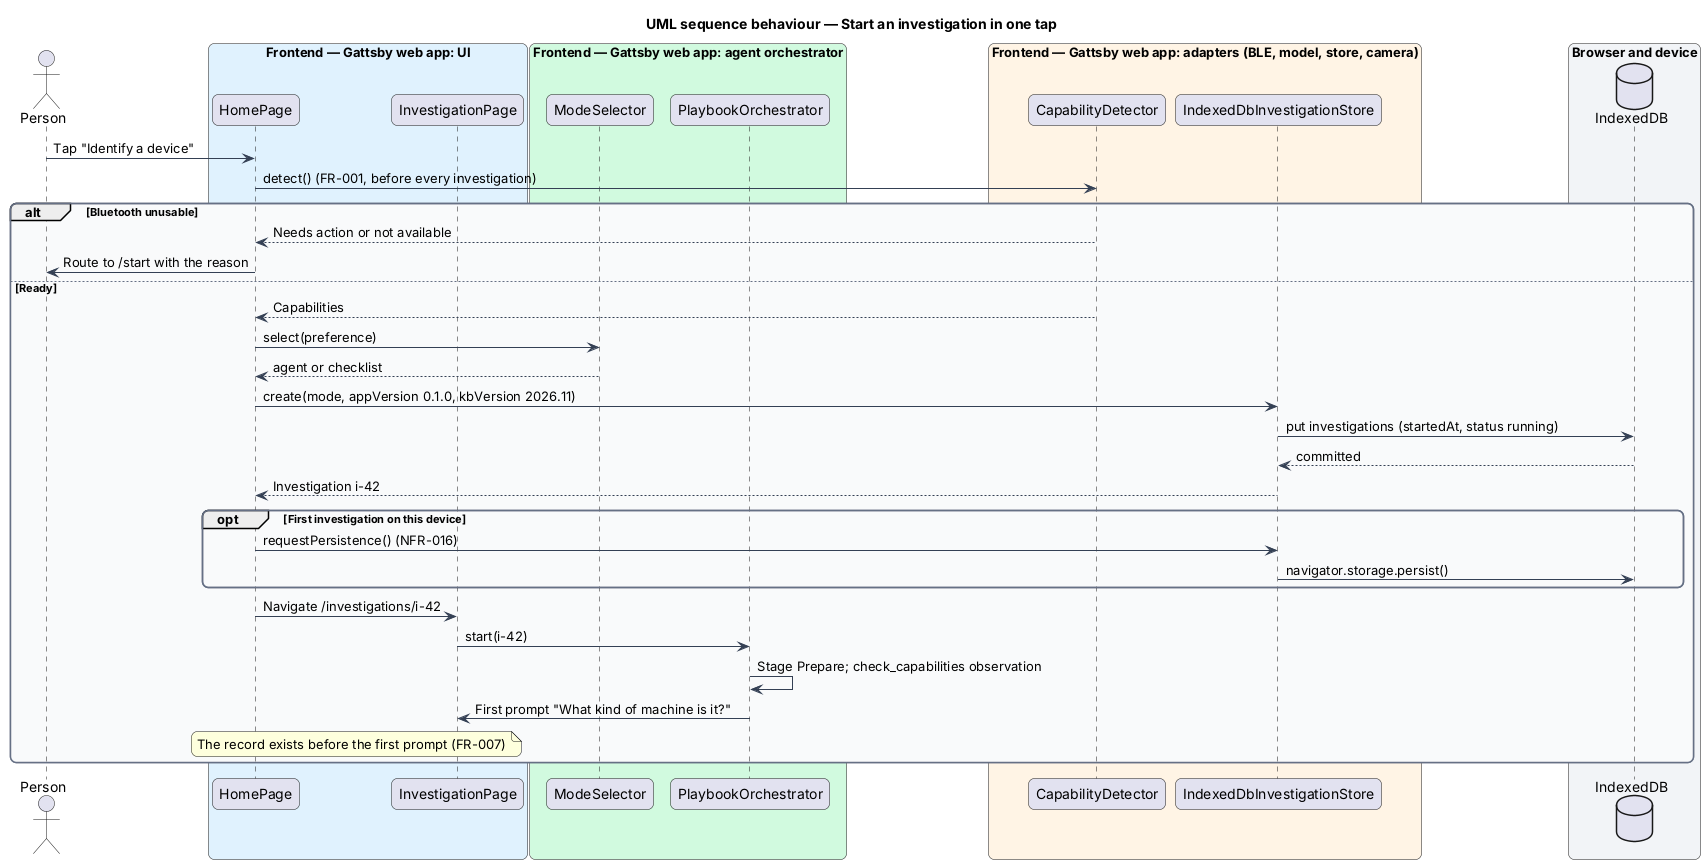 UML sequence behaviour — Start an investigation in one tap
Frontend — Gattsby web app: UI
Frontend — Gattsby web app: agent orchestrator
Frontend — Gattsby web app: adapters (BLE, model, store, camera)
Browser and device
Person
HomePage
InvestigationPage
ModeSelector
PlaybookOrchestrator
CapabilityDetector
IndexedDbInvestigationStore
IndexedDB
Tap "Identify a device"
detect() (FR-001, before every investigation)
alt
[Bluetooth unusable]
Needs action or not available
Route to /start with the reason
[Ready]
Capabilities
select(preference)
agent or checklist
create(mode, appVersion 0.1.0, kbVersion 2026.11)
put investigations (startedAt, status running)
committed
Investigation i-42
opt
[First investigation on this device]
requestPersistence() (NFR-016)
navigator.storage.persist()
Navigate /investigations/i-42
start(i-42)
Stage Prepare; check_capabilities observation
First prompt "What kind of machine is it?"
The record exists before the first prompt (FR-007)
Person
HomePage
InvestigationPage
ModeSelector
PlaybookOrchestrator
CapabilityDetector
IndexedDbInvestigationStore
IndexedDB